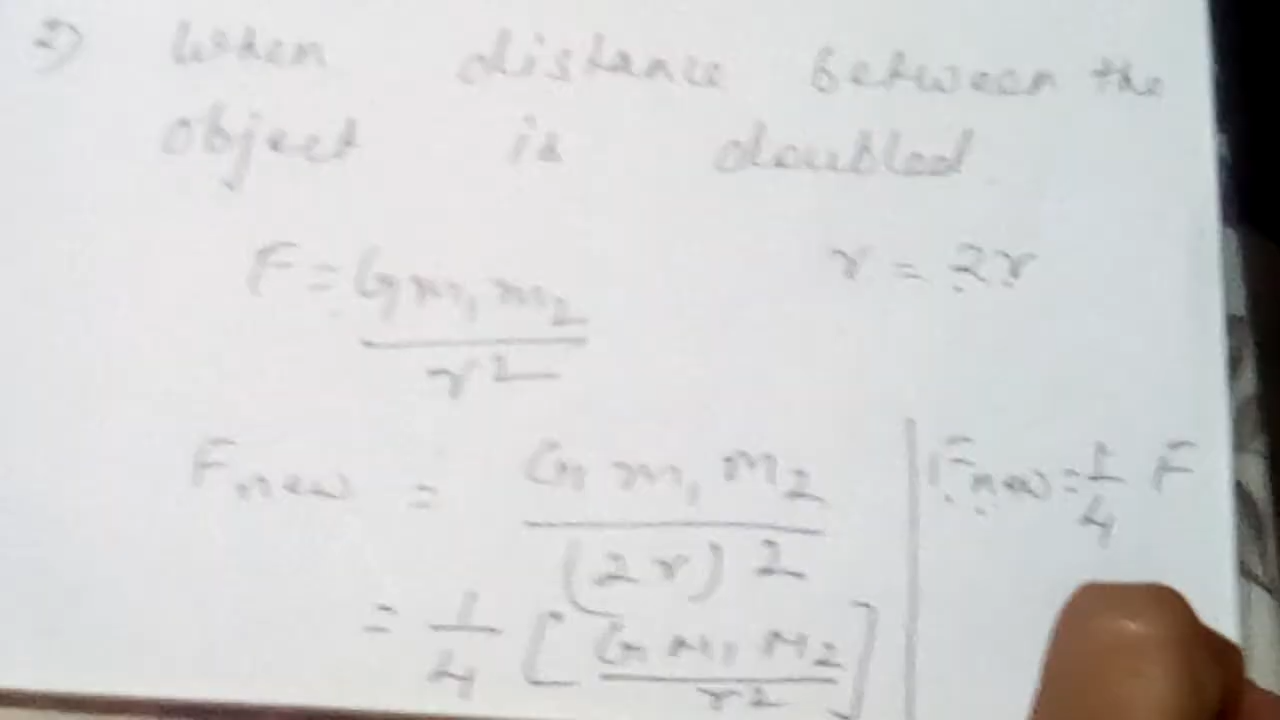 2) When distance between the
object is doubled
F = Gm1m2 / r2
r = 2r
Fnew = Gm1m2 / (2r)2
= 1/4 [Gm1m2 / r2]
Fnew = 1/4 F